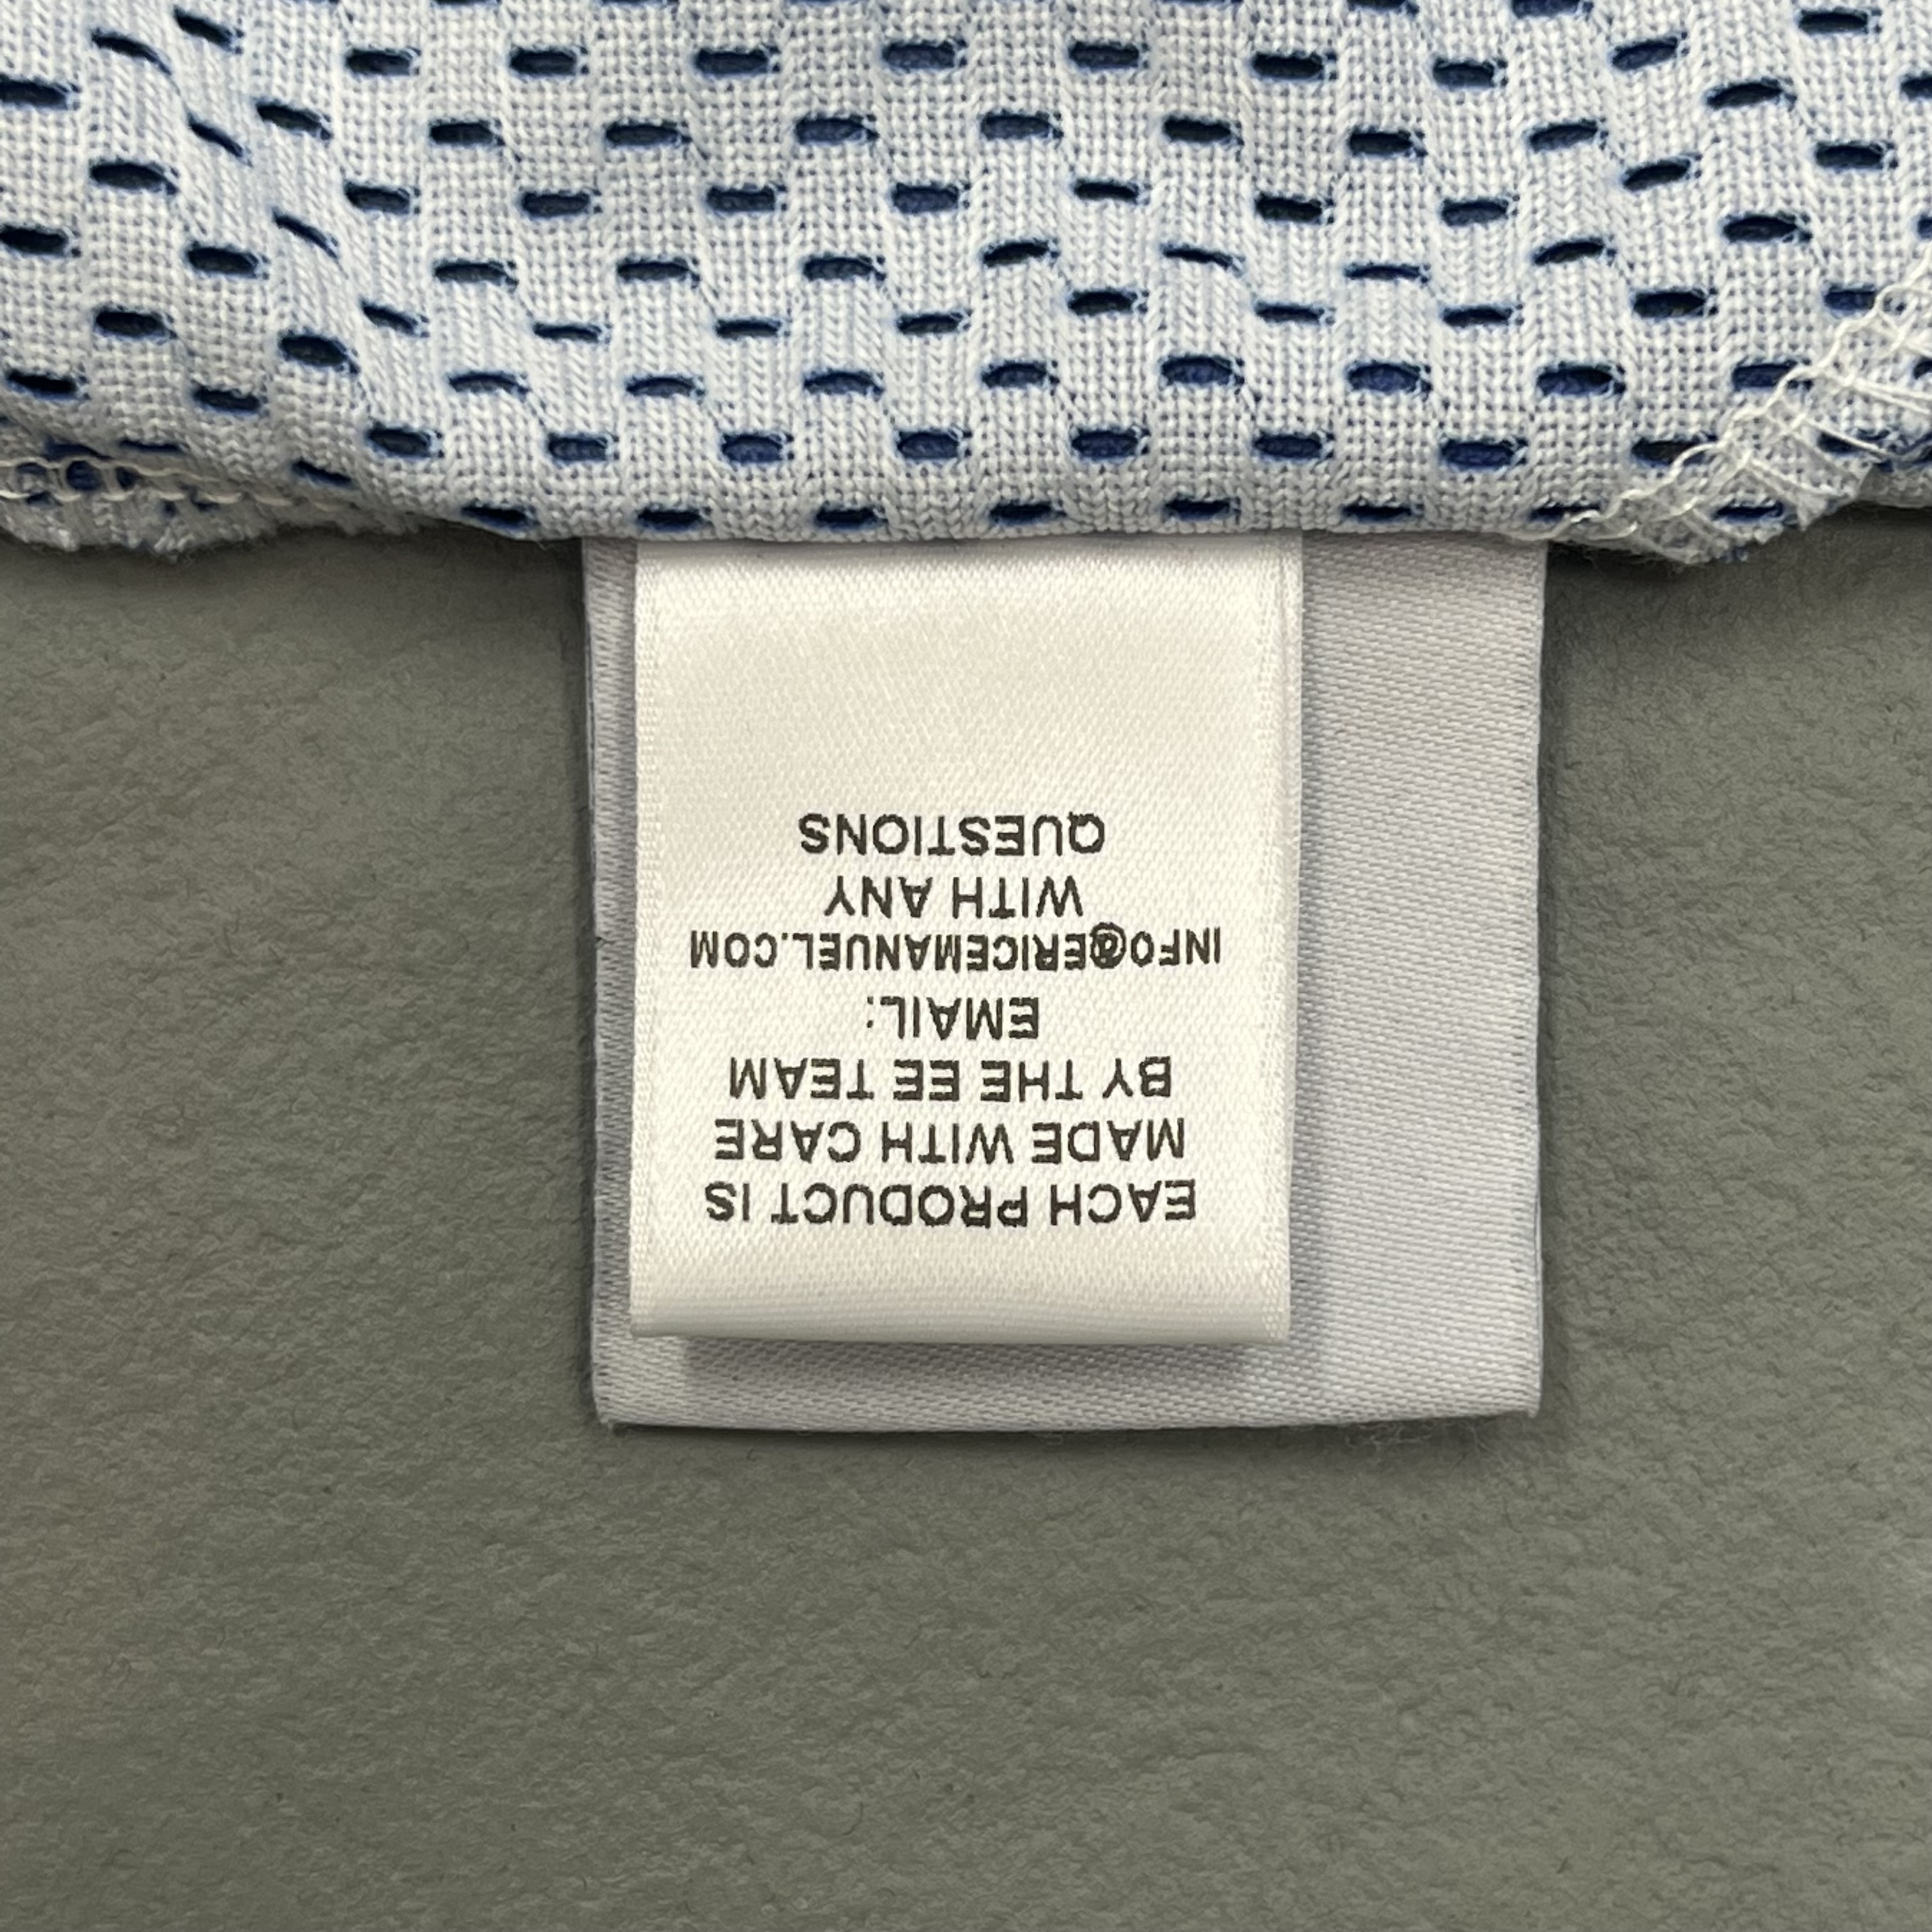 EACH PRODUCT IS
MADE WITH CARE
BY THE EE TEAM
EMAIL:
INFO@ERICEMANUEL.COM
WITH ANY
QUESTIONS